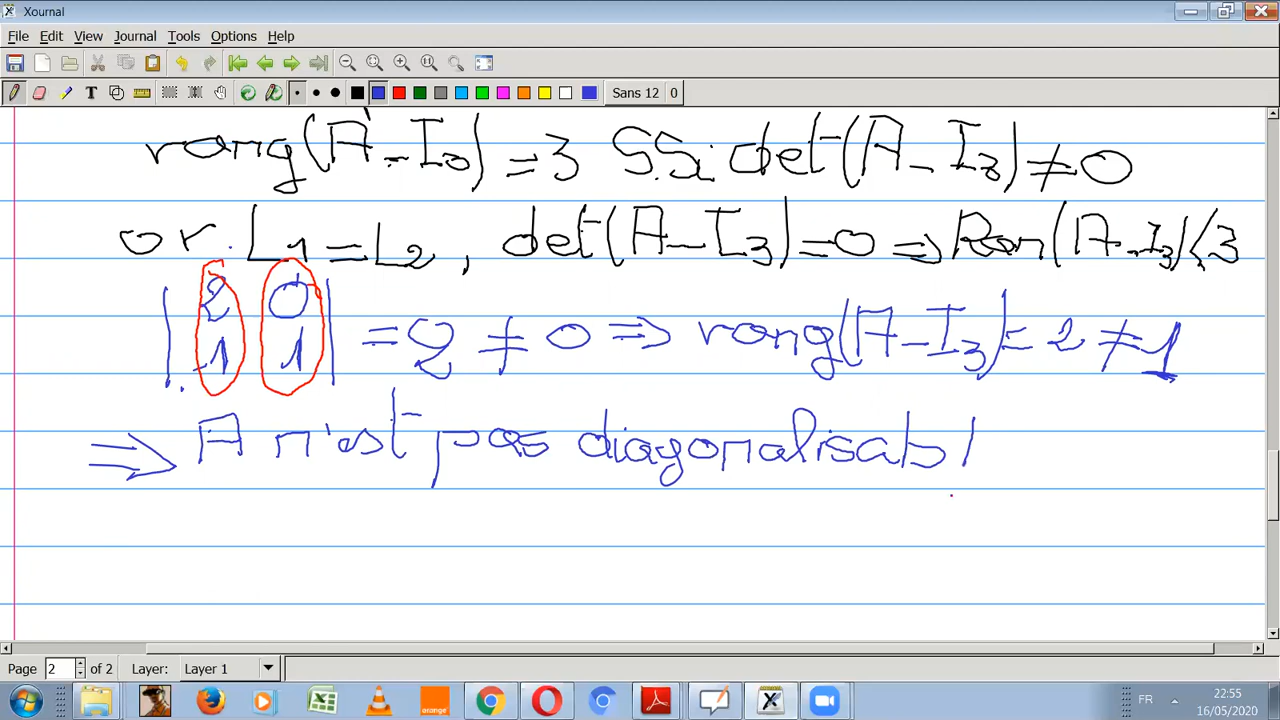 Xournal
File Edit View Journal Tools Options Help
Sans 12 0
rang(A-I3)=3 SSi det(A-I3)≠0
or L1=L2, det(A-I3)=0 ⇒ Ran(A-I3)<3
|2 0|
|-1 1| = 2 ≠ 0 ⇒ rang(A-I3)=2≠1
⇒ A n'est pas diagonalisabl
Page 2 of 2 Layer: Layer 1
FR 22:55
16/05/2020